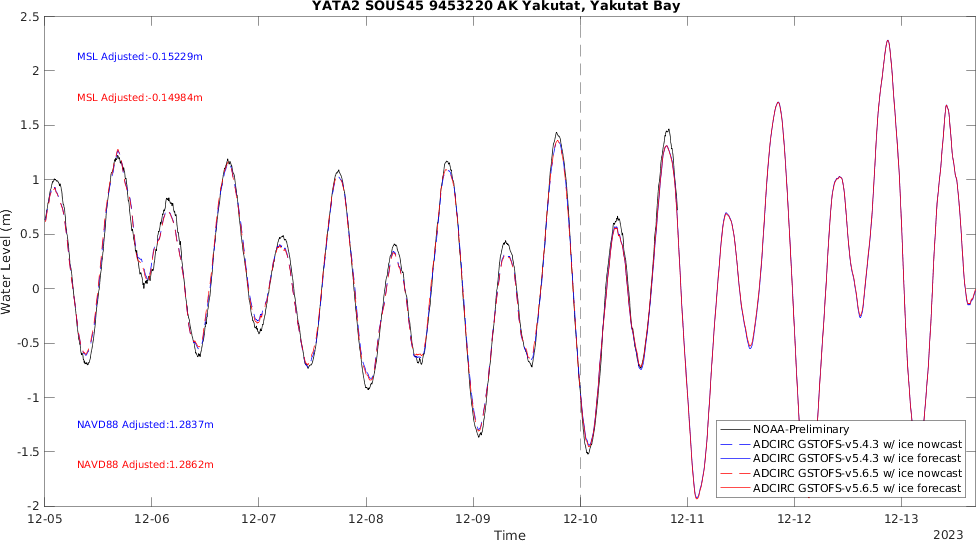 YATA2 SOUS45 9453220 AK Yakutat, Yakutat Bay
2.5
2
1.5
1
0.5
0
-0.5
-1
-1.5
-2
Water Level (m)
MSL Adjusted:-0.15229m
MSL Adjusted:-0.14984m
NAVD88 Adjusted:1.2837m
NAVD88 Adjusted:1.2862m
NOAA-Preliminary
ADCIRC GSTOFS-v5.4.3 w/ ice nowcast
ADCIRC GSTOFS-v5.4.3 w/ ice forecast
ADCIRC GSTOFS-v5.6.5 w/ ice nowcast
ADCIRC GSTOFS-v5.6.5 w/ ice forecast
12-05 12-06 12-07 12-08 12-09 12-10 12-11 12-12 12-13
Time
2023